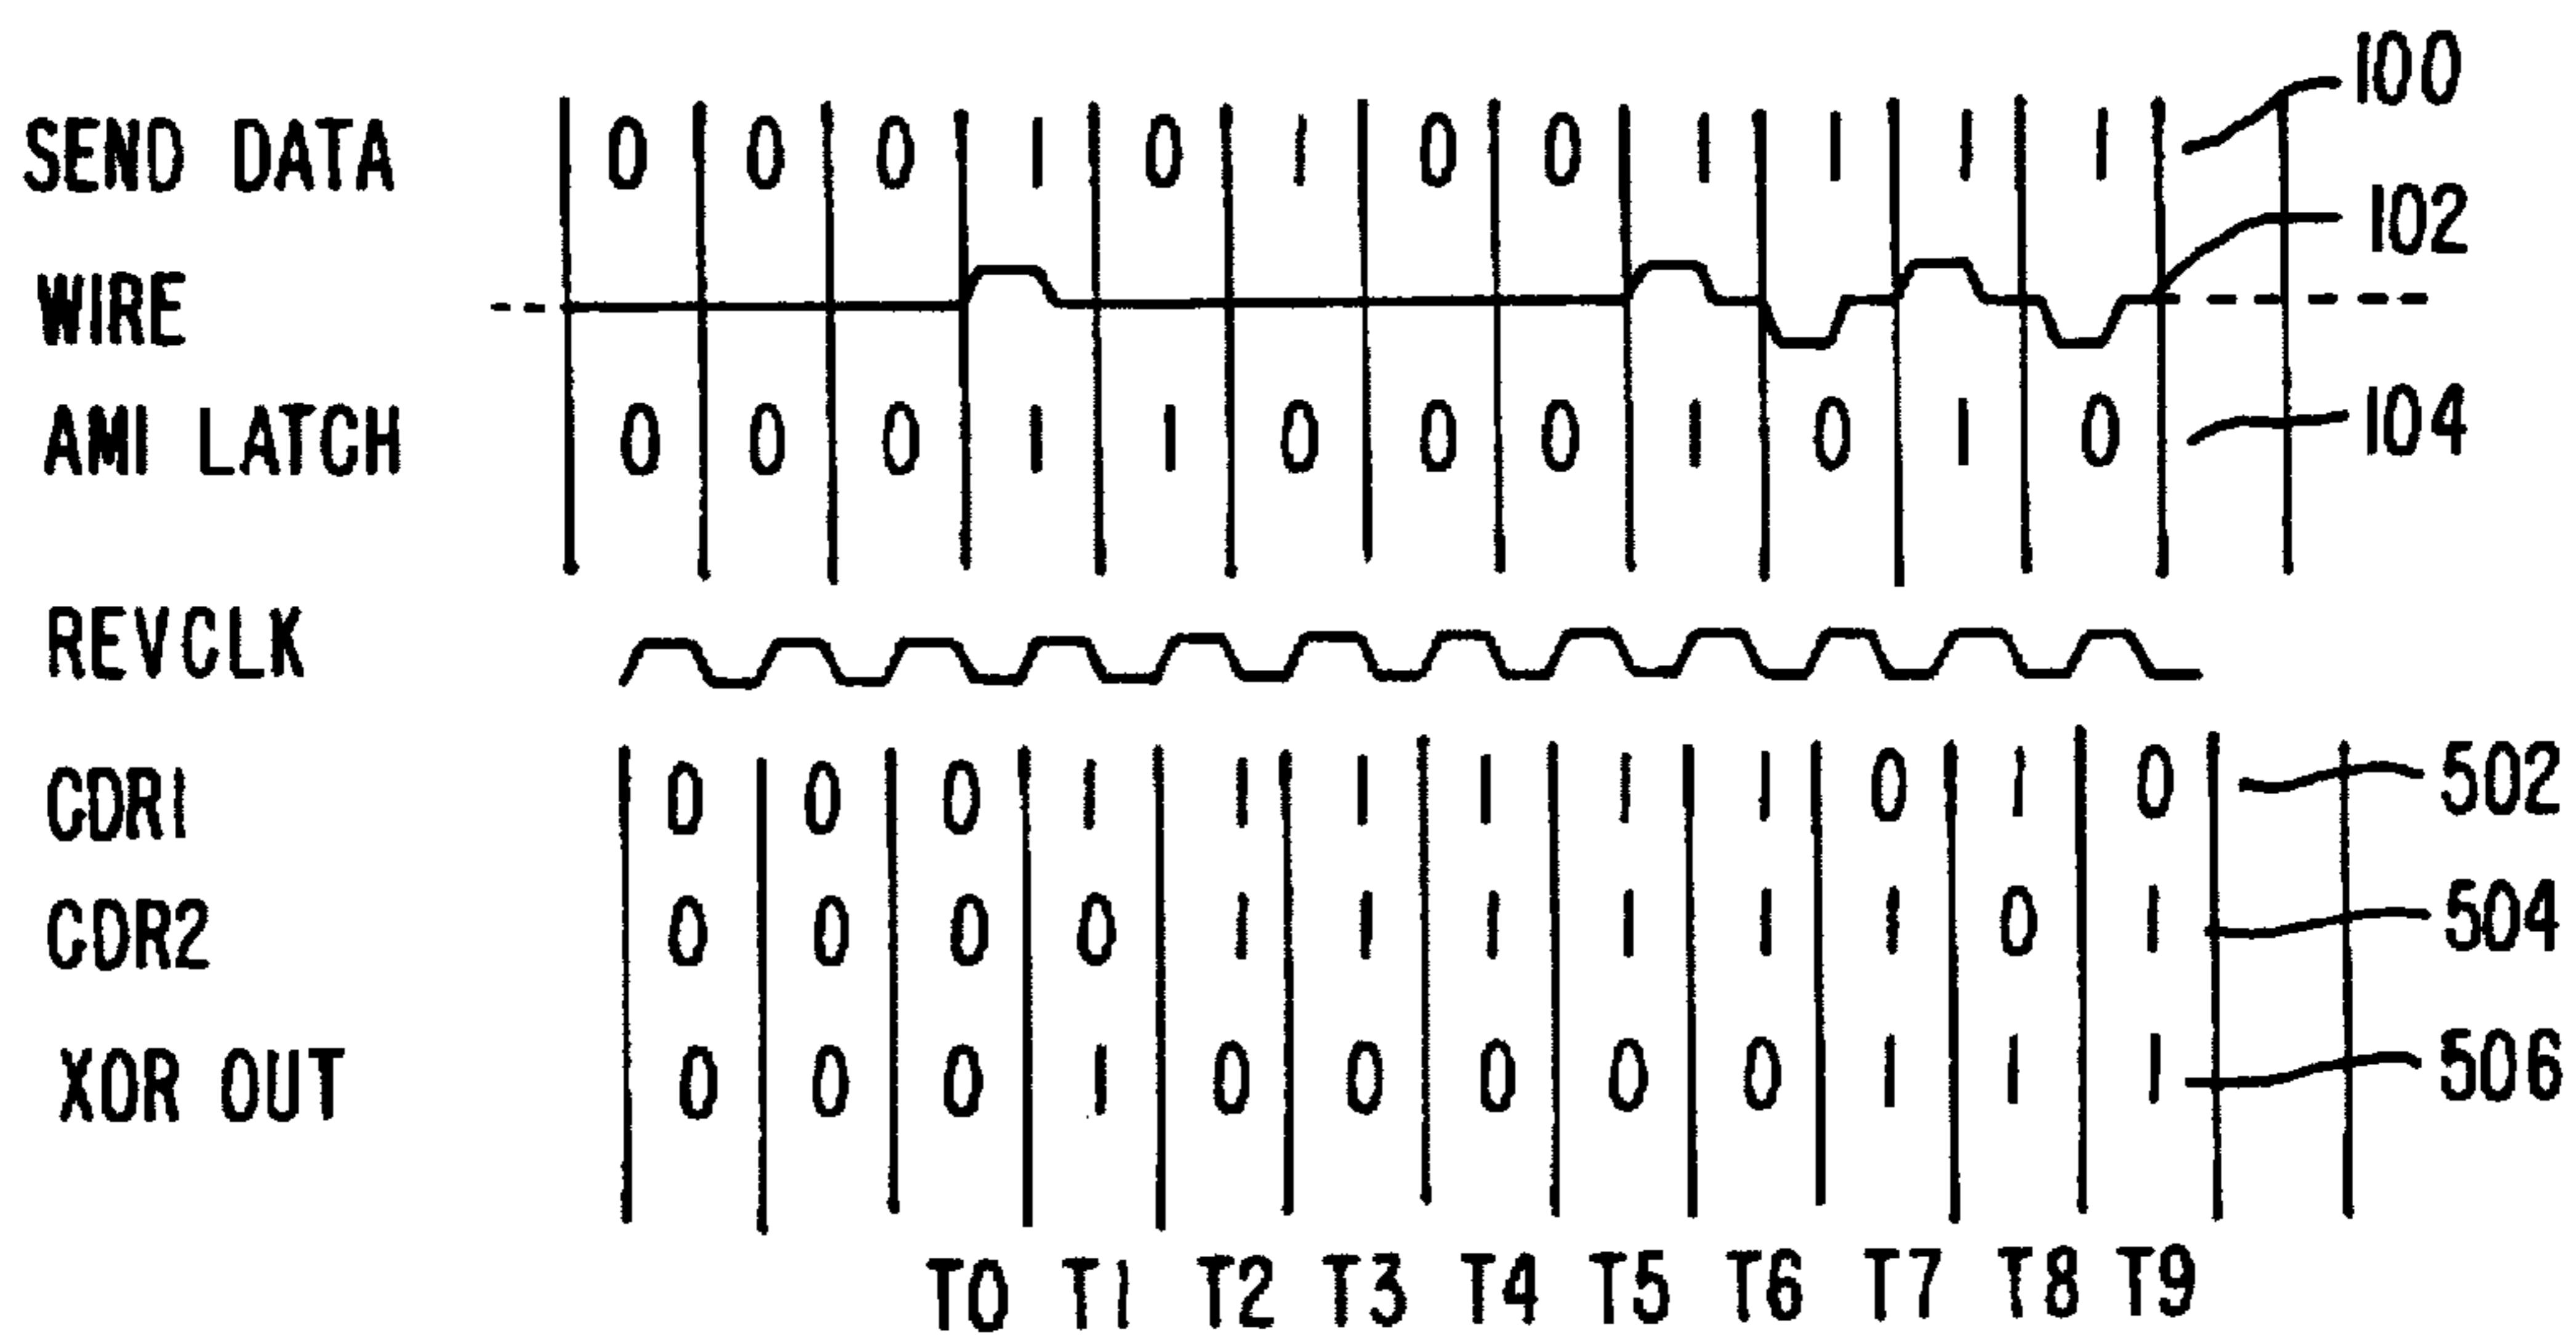 SEND DATA 0 0 0 1 0 1 0 0 1 1 1 1 100
WIRE 102
AMI LATCH 0 0 0 1 1 0 0 0 1 0 1 0 104
REVCLK
CDR1 0 0 0 1 1 1 1 1 1 0 1 0 502
CDR2 0 0 0 0 1 1 1 1 1 1 0 1 504
XOR OUT 0 0 0 1 0 0 0 0 0 1 1 1 506
T0 T1 T2 T3 T4 T5 T6 T7 T8 T9